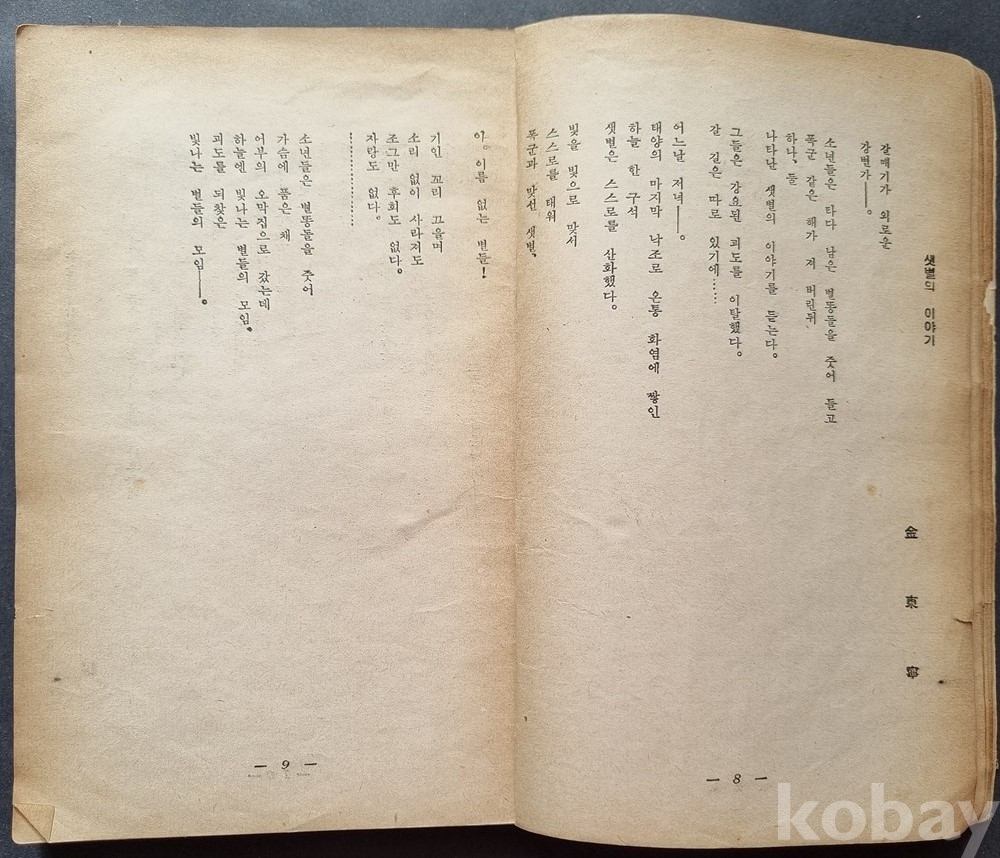 샛별의 이야기
金東寧
갈매기가 외로운
강변가——。
소년들은 타다 남은 별똥들을 줏어 들고
폭군 같은 해가 져 버린뒤
하나, 둘
나타난 샛별의 이야기를 듣는다。
그들은 강요된 괴도를 이탈했다。
갈 길은 따로 있기에……
어느날 저녁——。
태양의 마지막 낙조로 온통 화염에 쌓인
하늘 한 구석
샛별은 스스로를 산화했다。
빛을 빛으로 맞서
스스로를 태워
폭군과 맞선 샛별、
— 8 —
아。이름 없는 별들!
기인 꼬리 끄을며
소리 없이 사라져도
조그만 후회도 없다。
자랑도 없다。
………………
소년들은 별똥돌을 줏어
가슴에 품은 채
어부의 오막집으로 갔는데
하늘엔 빛나는 별들의 모임、
괴도를 되찾은
빛나는 별들의 모임——。
— 9 —
kobay